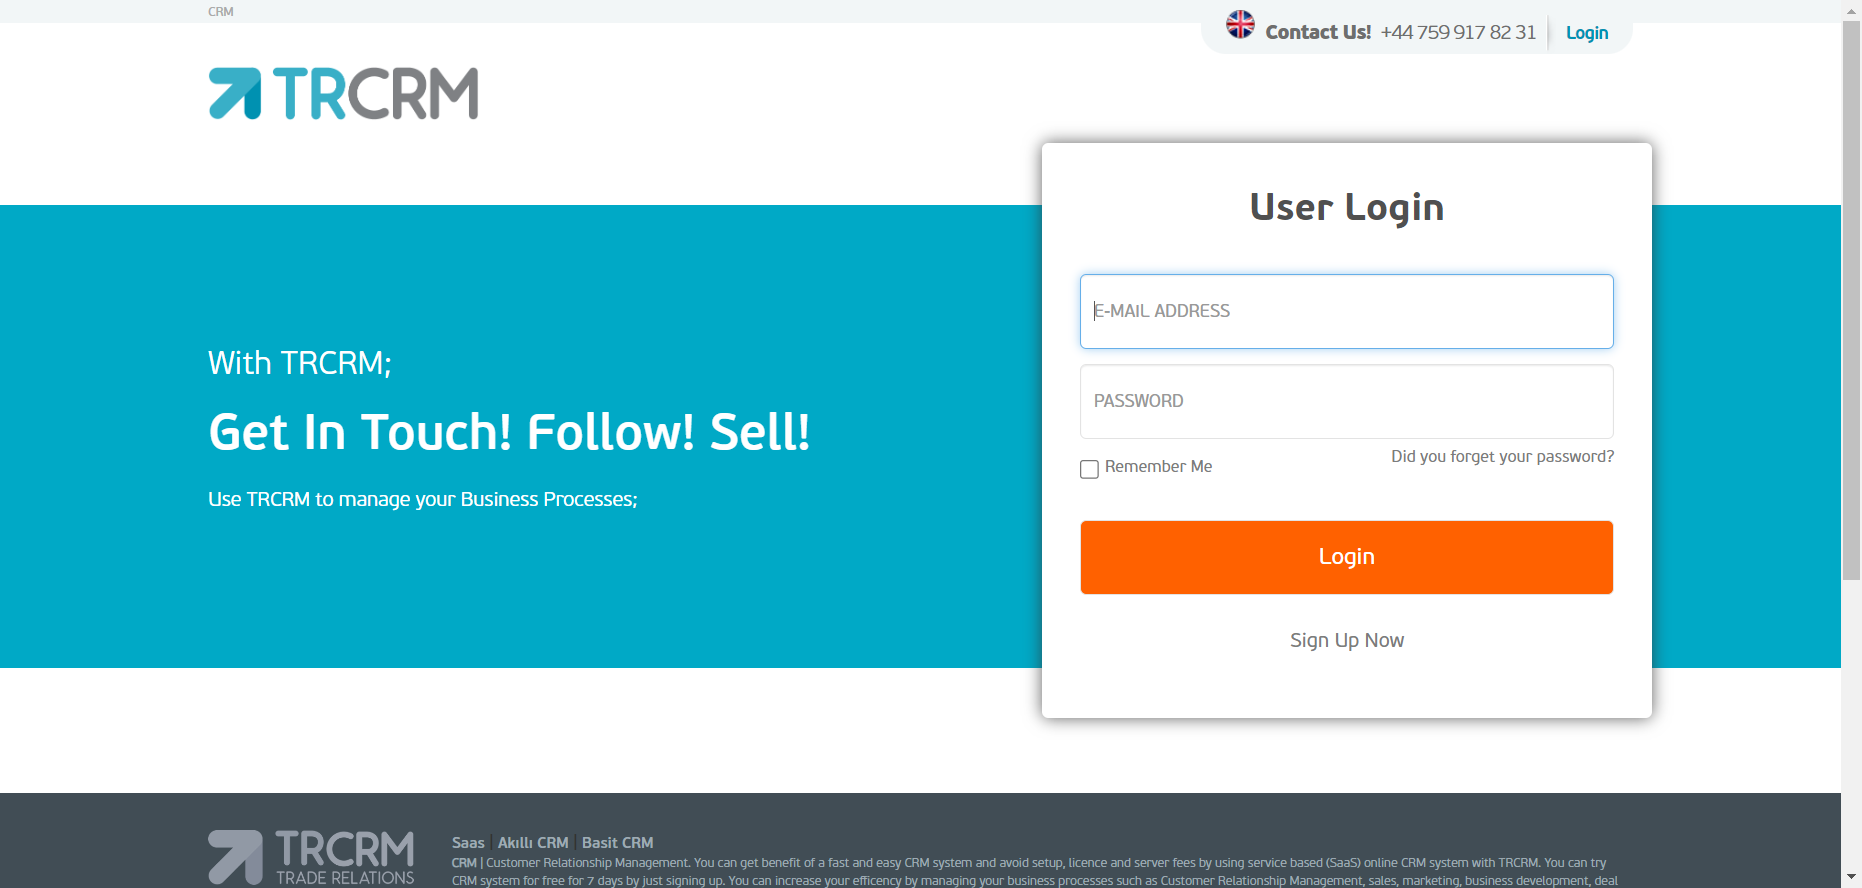 CRM
Contact Us! +44 759 917 82 31 Login
TRCRM
User Login
E-MAIL ADDRESS
PASSWORD
Remember Me
Did you forget your password?
Login
Sign Up Now
With TRCRM;
Get In Touch! Follow! Sell!
Use TRCRM to manage your Business Processes;
TRCRM
TRADE RELATIONS
Saas | Akıllı CRM | Basit CRM
CRM | Customer Relationship Management. You can get benefit of a fast and easy CRM system and avoid setup, licence and server fees by using service based (SaaS) online CRM system with TRCRM. You can try
CRM system for free for 7 days by just signing up. You can increase your efficency by managing your business processes such as Customer Relationship Management, sales, marketing, business development, deal